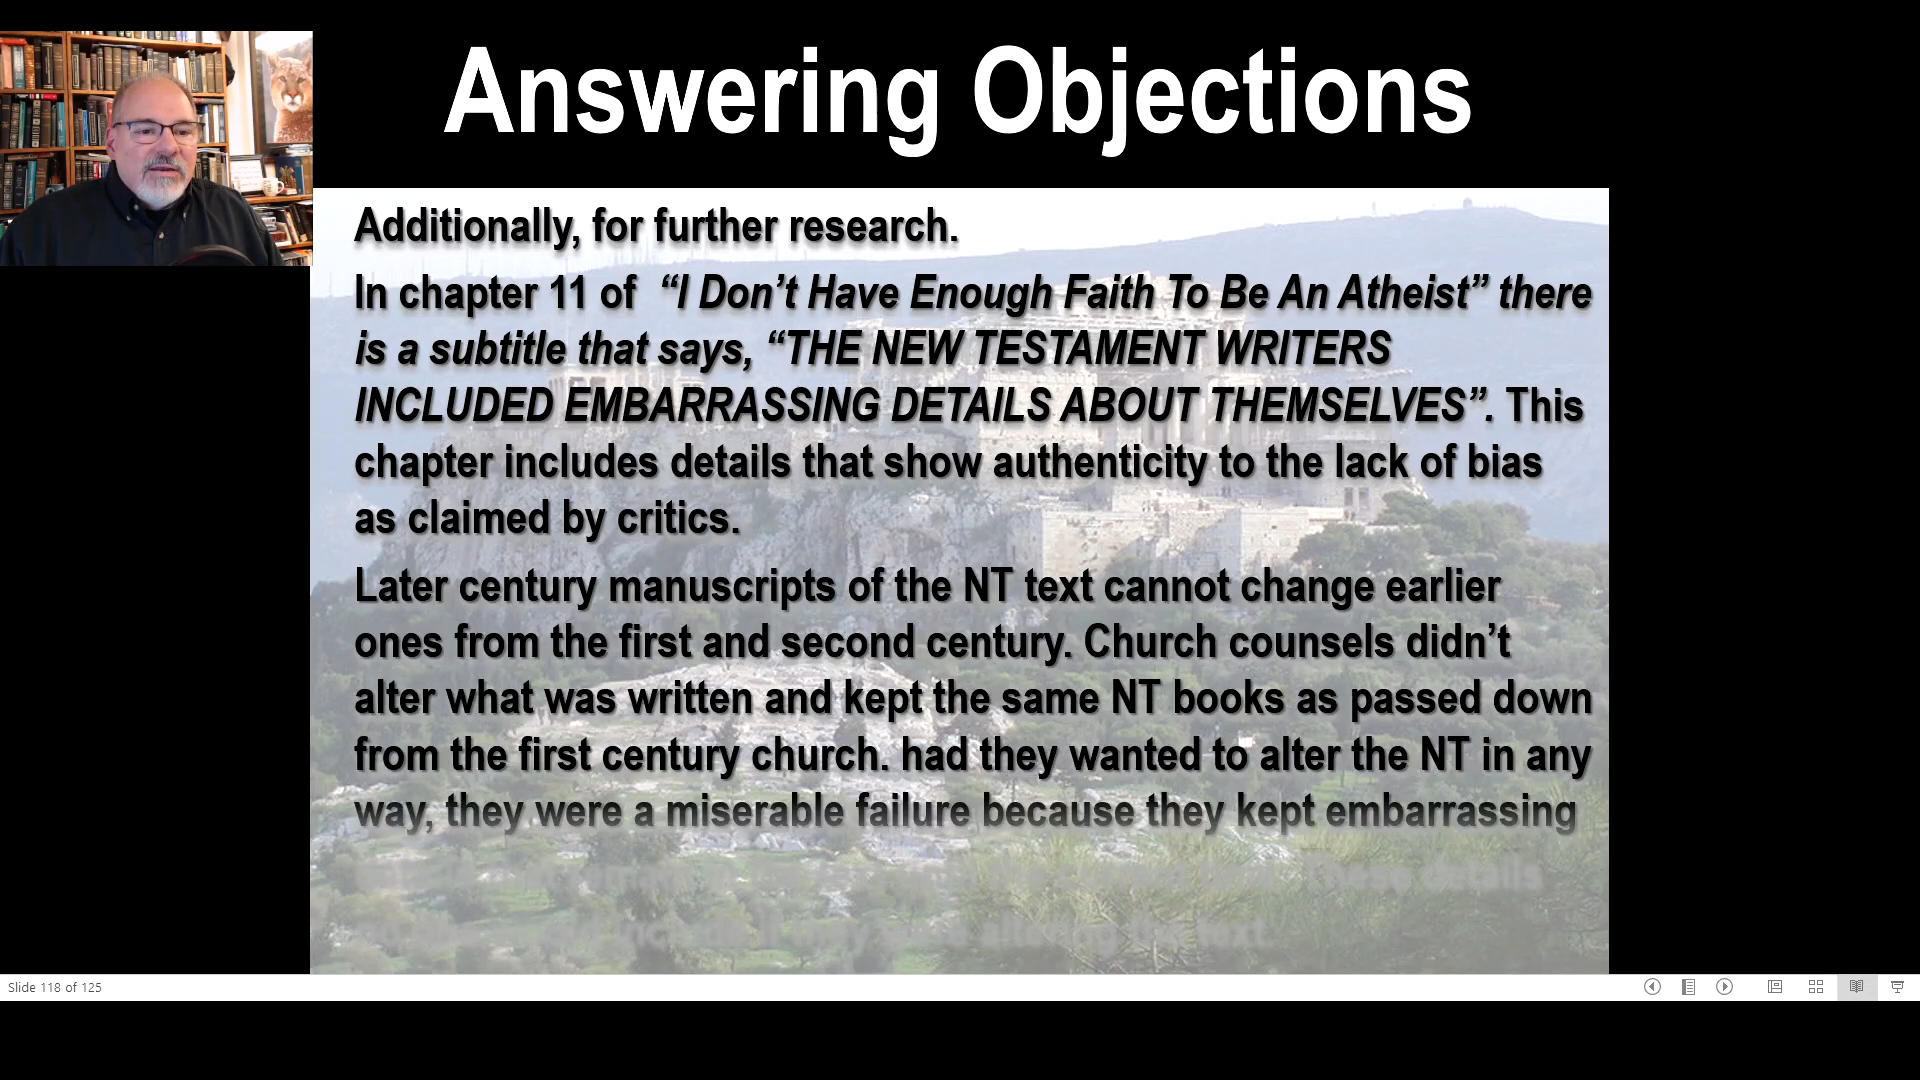 Answering Objections
Additionally, for further research.
In chapter 11 of “I Don’t Have Enough Faith To Be An Atheist” there
is a subtitle that says, “THE NEW TESTAMENT WRITERS
INCLUDED EMBARRASSING DETAILS ABOUT THEMSELVES”. This
chapter includes details that show authenticity to the lack of bias
as claimed by critics.
Later century manuscripts of the NT text cannot change earlier
ones from the first and second century. Church counsels didn’t
alter what was written and kept the same NT books as passed down
from the first century church. had they wanted to alter the NT in any
way, they were a miserable failure because they kept embarrassing
These details
altering the text.
Slide 118 of 125